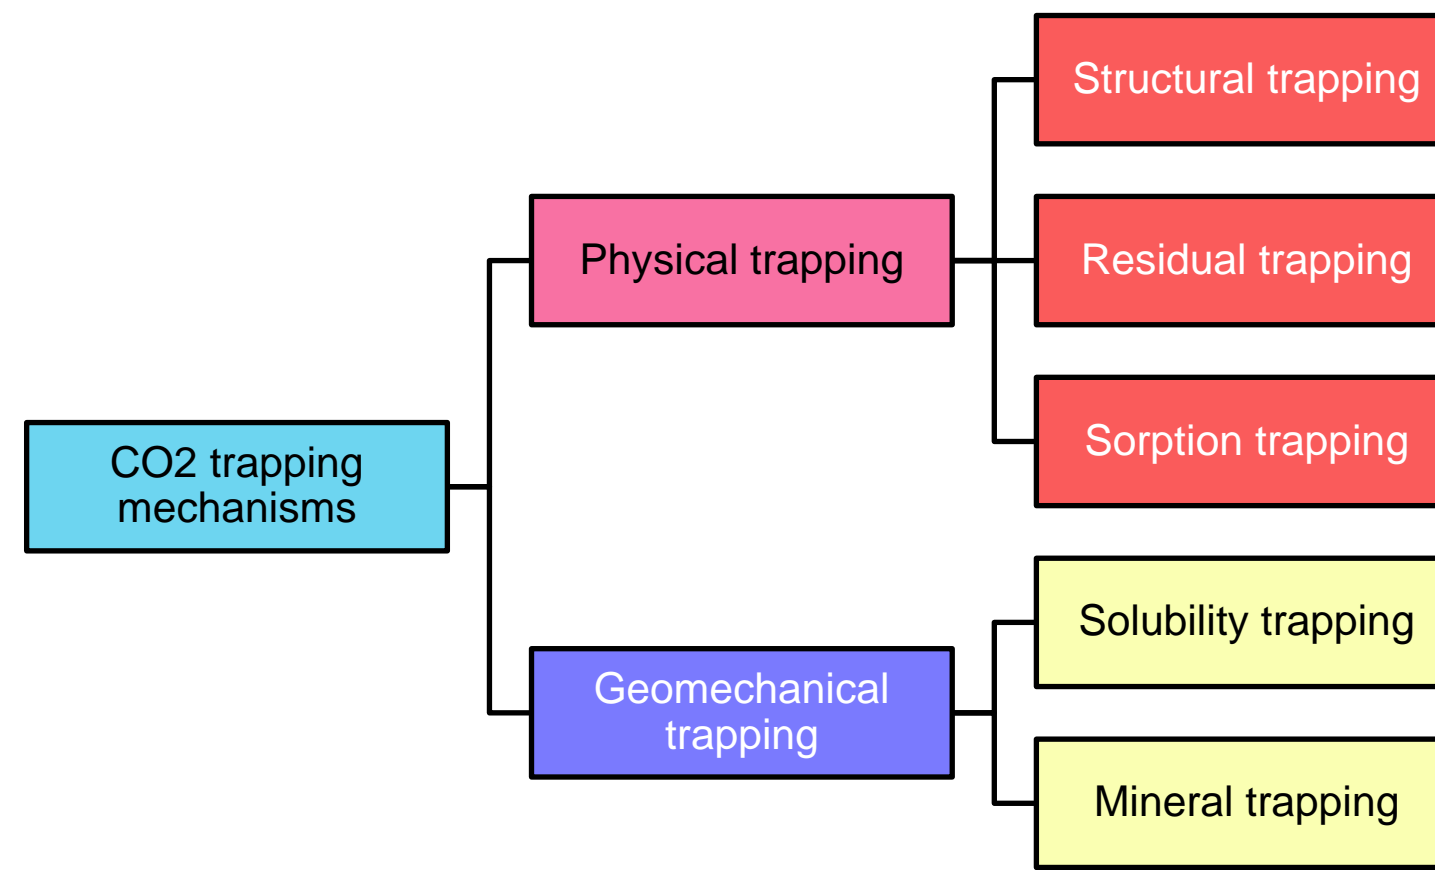 Structural trapping
Physical trapping
Residual trapping
Sorption trapping
CO2 trapping
mechanisms
Solubility trapping
Geomechanical
trapping
Mineral trapping